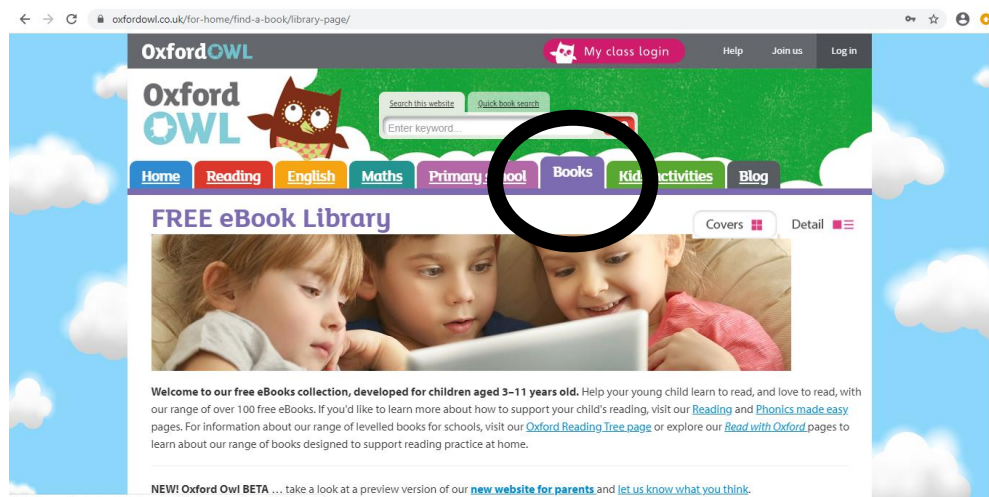 oxfordowl.co.uk/for-home/find-a-book/library-page/
OxfordOWL My class login Help Join us Log in
Oxford
OWL
Search this website Quick book search
Enter keyword...
Home Reading English Maths Primary Books Activities Blog
FREE eBook Library
Covers Detail
Welcome to our free eBooks collection, developed for children aged 3–11 years old. Help your young child learn to read, and love to read, with
our range of over 100 free eBooks. If you'd like to learn more about how to support your child's reading, visit our Reading and Phonics made easy
pages. For information about our range of levelled books for schools, visit our Oxford Reading Tree page or explore our Read with Oxford pages to
learn about our range of books designed to support reading practice at home.
NEW! Oxford Owl BETA … take a look at a preview version of our new website for parents and let us know what you think.